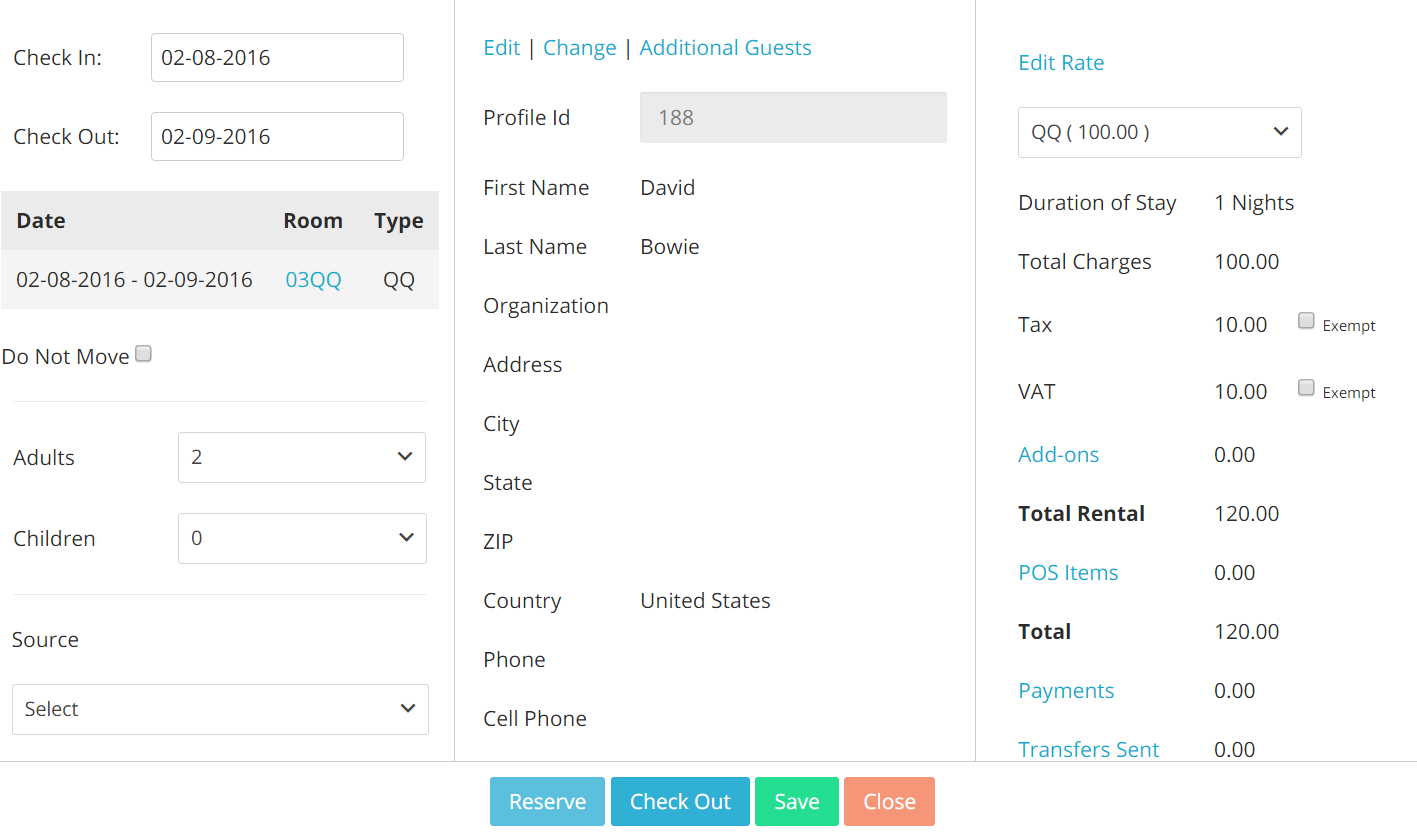 Check In: 02-08-2016
Check Out: 02-09-2016
Date Room Type
02-08-2016 - 02-09-2016 03QQ QQ
Do Not Move
Adults 2
Children 0
Source
Select
Edit | Change | Additional Guests
Profile Id 188
First Name David
Last Name Bowie
Organization
Address
City
State
ZIP
Country United States
Phone
Cell Phone
Edit Rate
QQ ( 100.00 )
Duration of Stay 1 Nights
Total Charges 100.00
Tax 10.00 Exempt
VAT 10.00 Exempt
Add-ons 0.00
Total Rental 120.00
POS Items 0.00
Total 120.00
Payments 0.00
Transfers Sent 0.00
Reserve Check Out Save Close